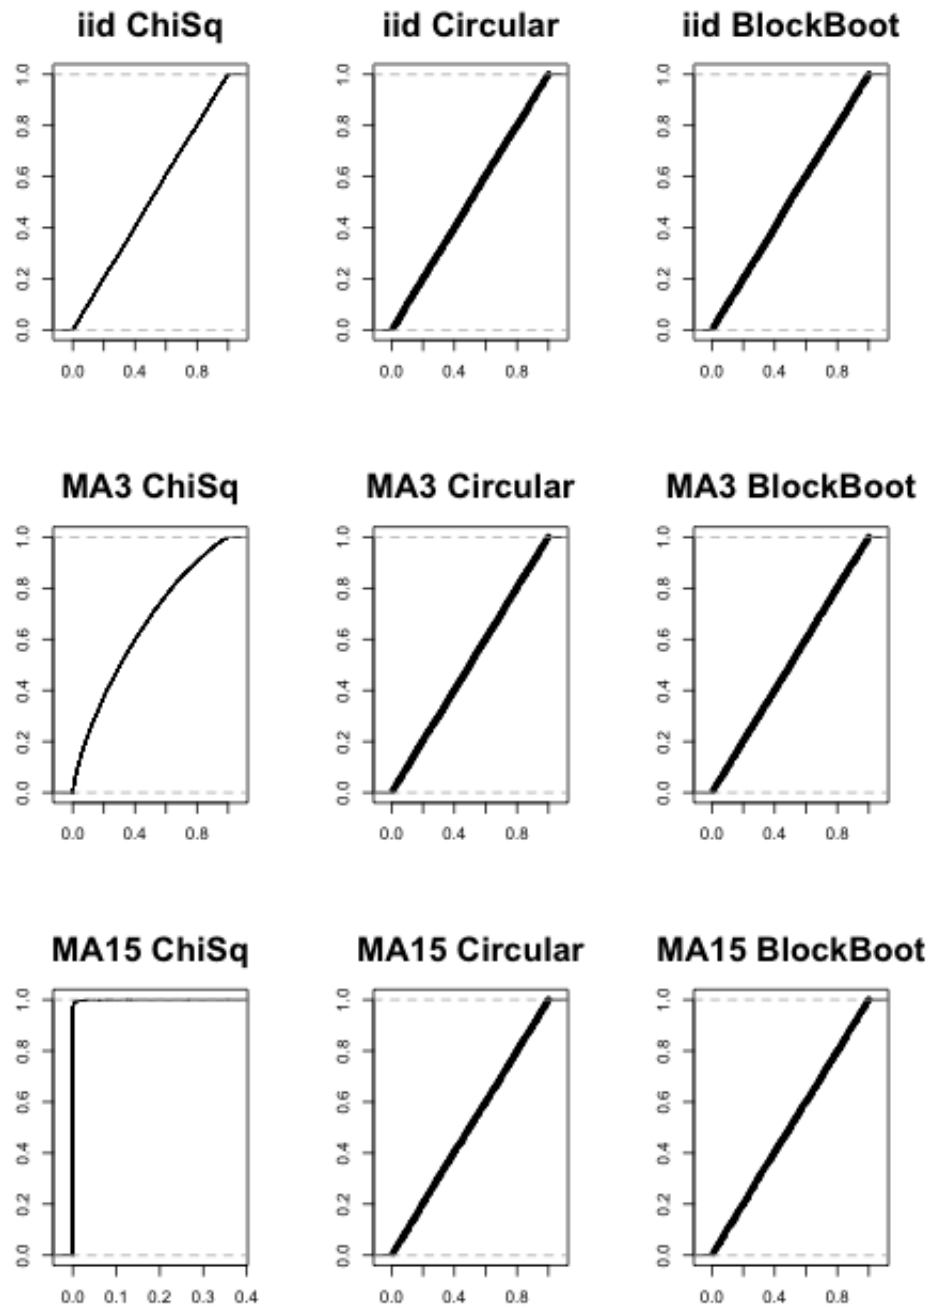 iid ChiSq iid Circular iid BlockBoot
0.0 0.2 0.4 0.6 0.8 1.0 0.0 0.2 0.4 0.6 0.8 1.0 0.0 0.2 0.4 0.6 0.8 1.0
0.0 0.4 0.8 0.0 0.4 0.8 0.0 0.4 0.8
MA3 ChiSq MA3 Circular MA3 BlockBoot
0.0 0.2 0.4 0.6 0.8 1.0 0.0 0.2 0.4 0.6 0.8 1.0 0.0 0.2 0.4 0.6 0.8 1.0
0.0 0.4 0.8 0.0 0.4 0.8 0.0 0.4 0.8
MA15 ChiSq MA15 Circular MA15 BlockBoot
0.0 0.2 0.4 0.6 0.8 1.0 0.0 0.2 0.4 0.6 0.8 1.0 0.0 0.2 0.4 0.6 0.8 1.0
0.0 0.1 0.2 0.3 0.4 0.0 0.4 0.8 0.0 0.4 0.8